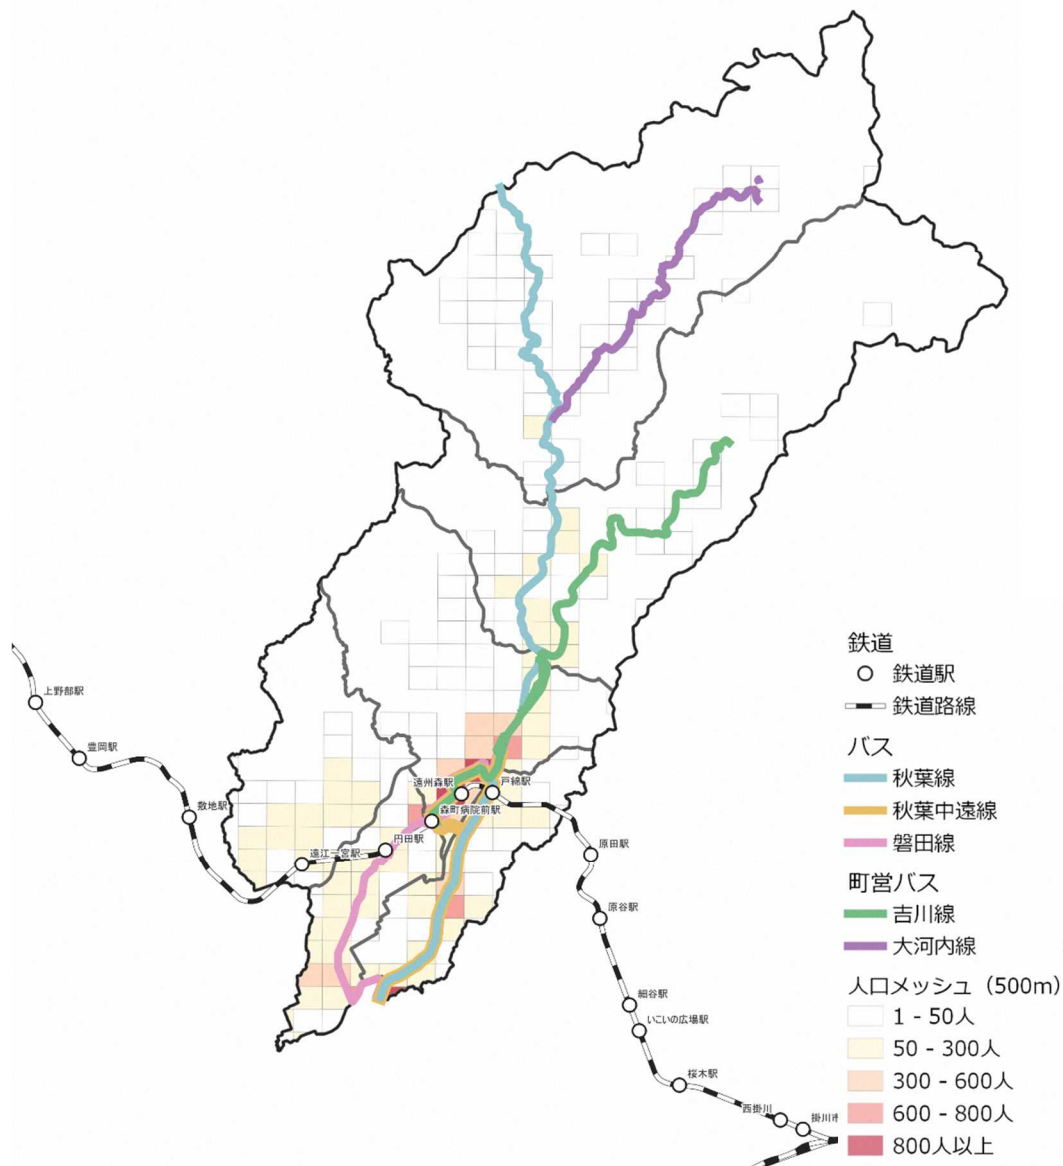 鉄道
鉄道駅
鉄道路線
バス
秋葉線
秋葉中遠線
磐田線
町営バス
吉川線
大河内線
人口メッシュ（500m）
1 - 50人
50 - 300人
300 - 600人
600 - 800人
800人以上
上野部駅
豊岡駅
敷地駅
遠江一宮駅
円田駅
森町病院前駅
遠州森駅
戸綿駅
原田駅
原谷駅
細谷駅
いこいの広場駅
桜木駅
西掛川
掛川市